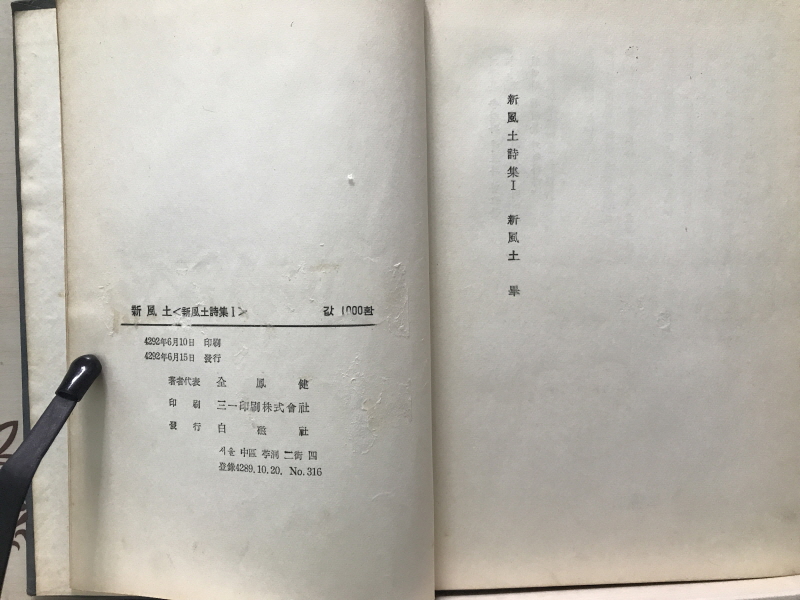 新風土詩集Ⅰ 新風土 畢
新風土<新風土詩集Ⅰ> 값 1000환
4292年6月10日 印刷
4292年6月15日 發行
著者代表 全鳳健
印刷 三一印刷株式會社
發行 白磁社
서울 中區 苧洞 二街 四
登錄4289.10.20. No.316